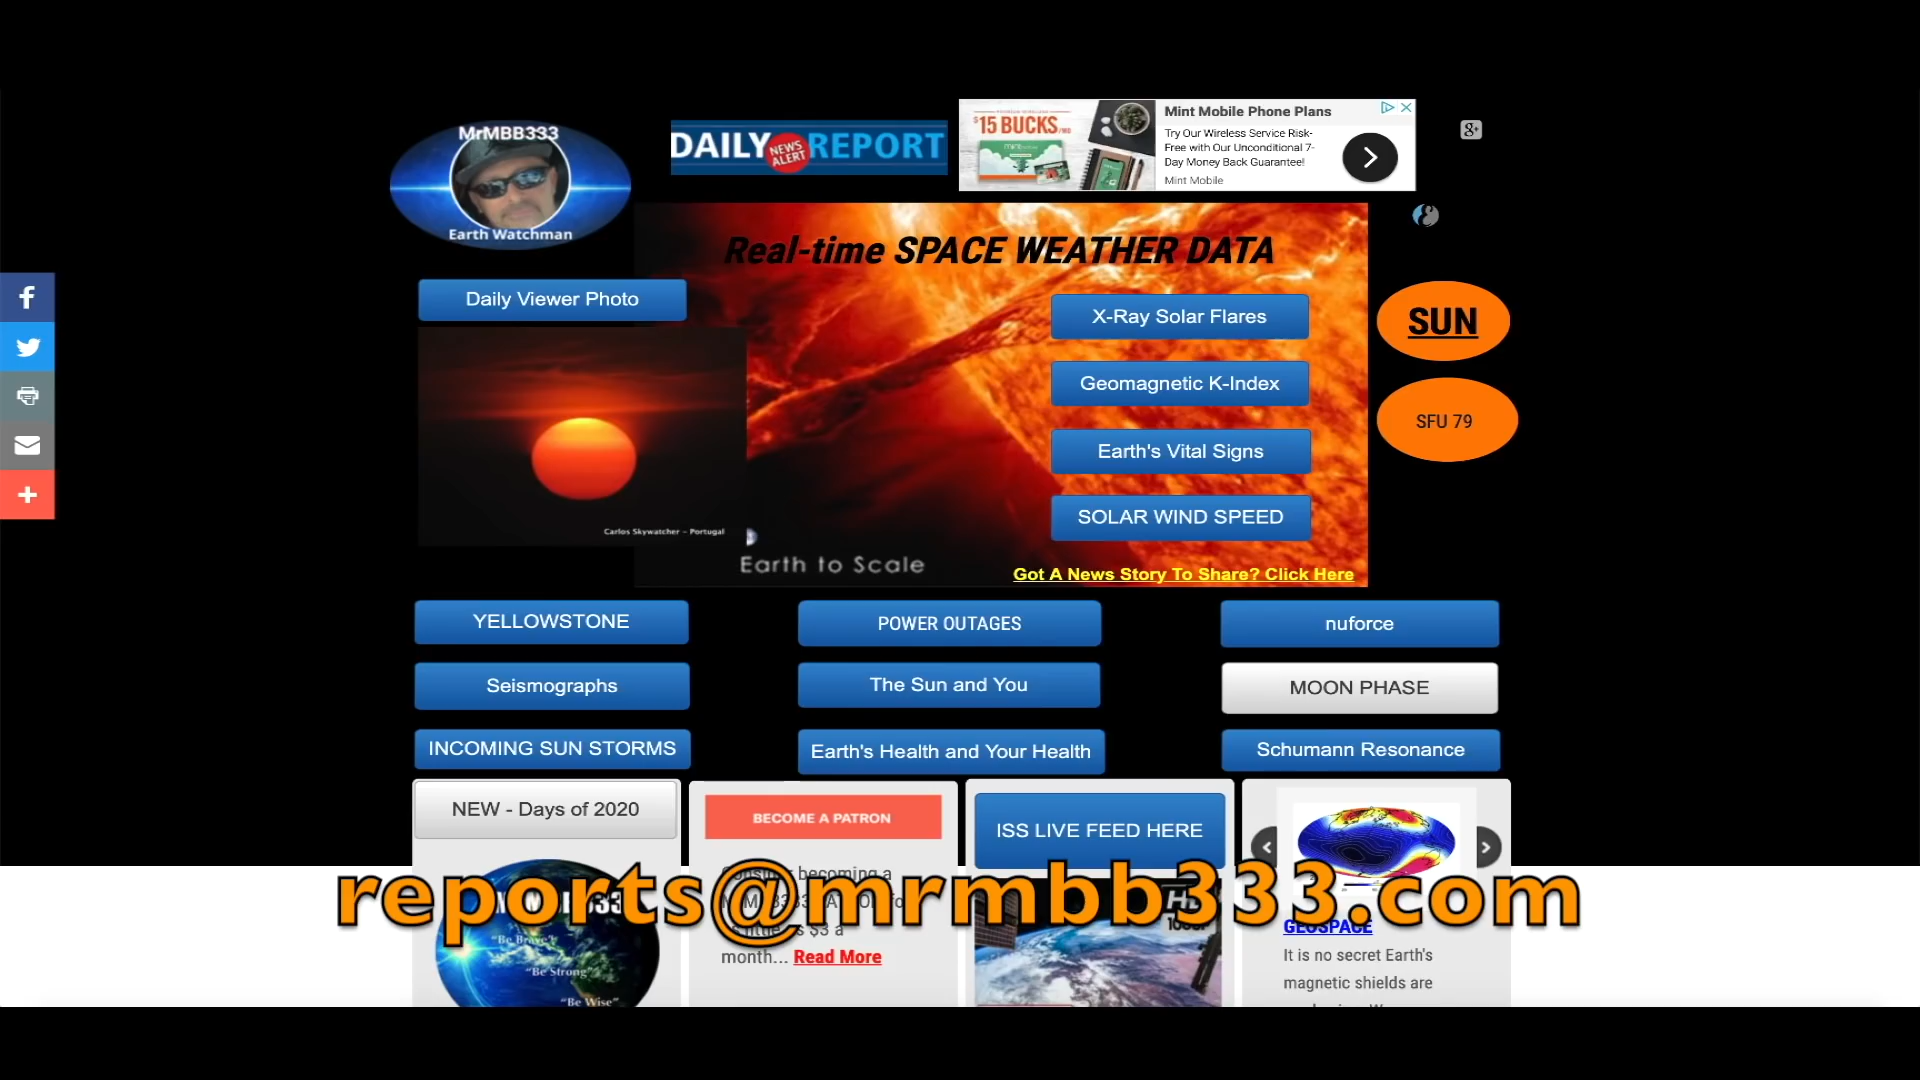 MrMBB333
Earth Watchman
DAILY NEWS ALERT REPORT
$15 BUCKS/MO
Mint Mobile Phone Plans
Try Our Wireless Service Risk-
Free with Our Unconditional 7-
Day Money Back Guarantee!
Mint Mobile
Real-time SPACE WEATHER DATA
Daily Viewer Photo
X-Ray Solar Flares
Geomagnetic K-Index
Earth's Vital Signs
SOLAR WIND SPEED
SUN
SFU 79
Carlos Skywatcher – Portugal
Earth to Scale
Got A News Story To Share? Click Here
YELLOWSTONE
POWER OUTAGES
nuforce
Seismographs
The Sun and You
MOON PHASE
INCOMING SUN STORMS
Earth's Health and Your Health
Schumann Resonance
NEW - Days of 2020
BECOME A PATRON
ISS LIVE FEED HERE
becoming a
reports@mrmbb333.com
$3 a
month... Read More
"Be Brave"
"Be Strong"
"Be Wise"
GEOSPACE
It is no secret Earth's
magnetic shields are